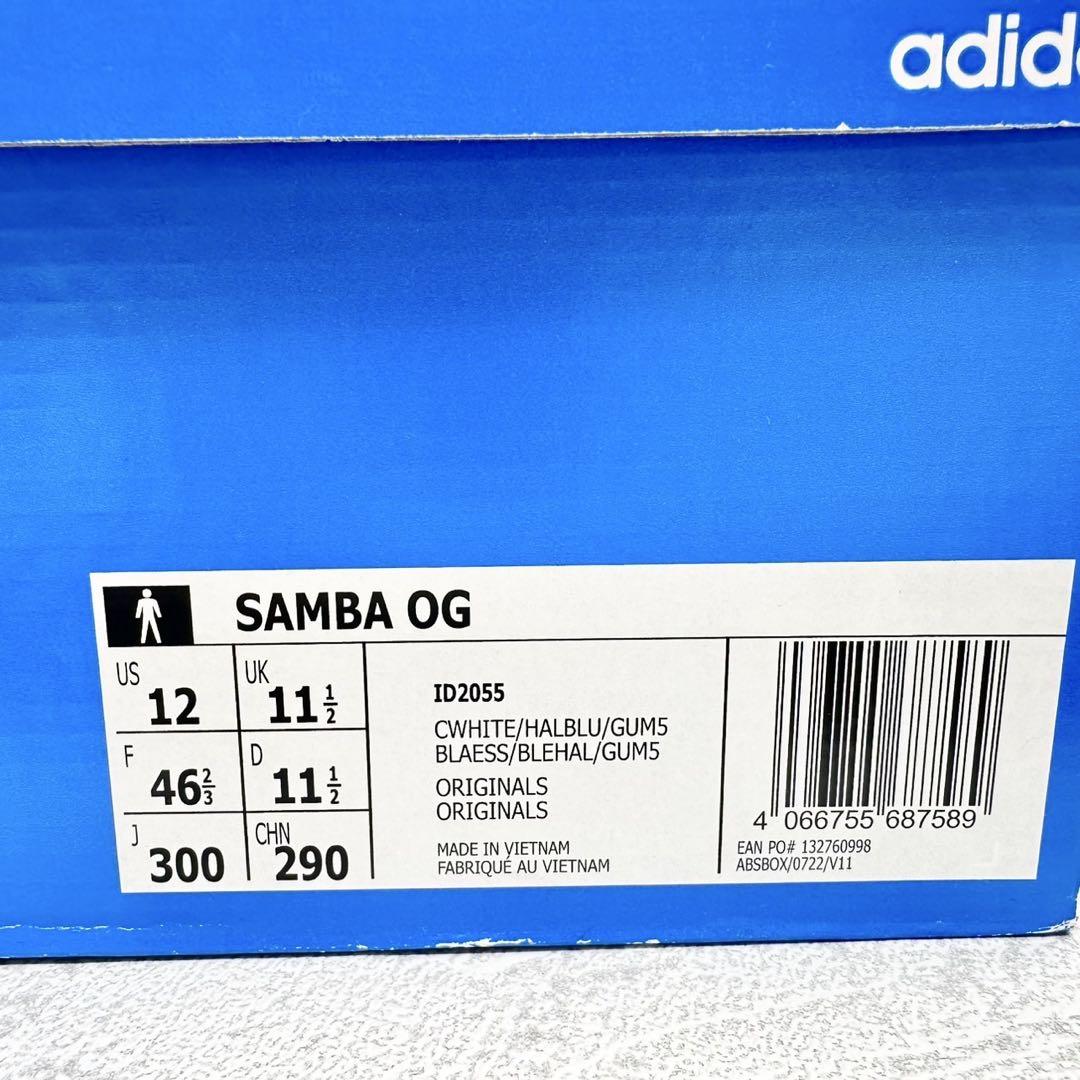 adid
SAMBA OG
US 12 UK 11 1/2
F 46 2/3 D 11 1/2
J 300 CHN 290
ID2055
CWHITE/HALBLU/GUM5
BLAESS/BLEHAL/GUM5
ORIGINALS
ORIGINALS
MADE IN VIETNAM
FABRIQUÉ AU VIETNAM
4 066755 687589
EAN PO# 132760998
ABSBOX/0722/V11